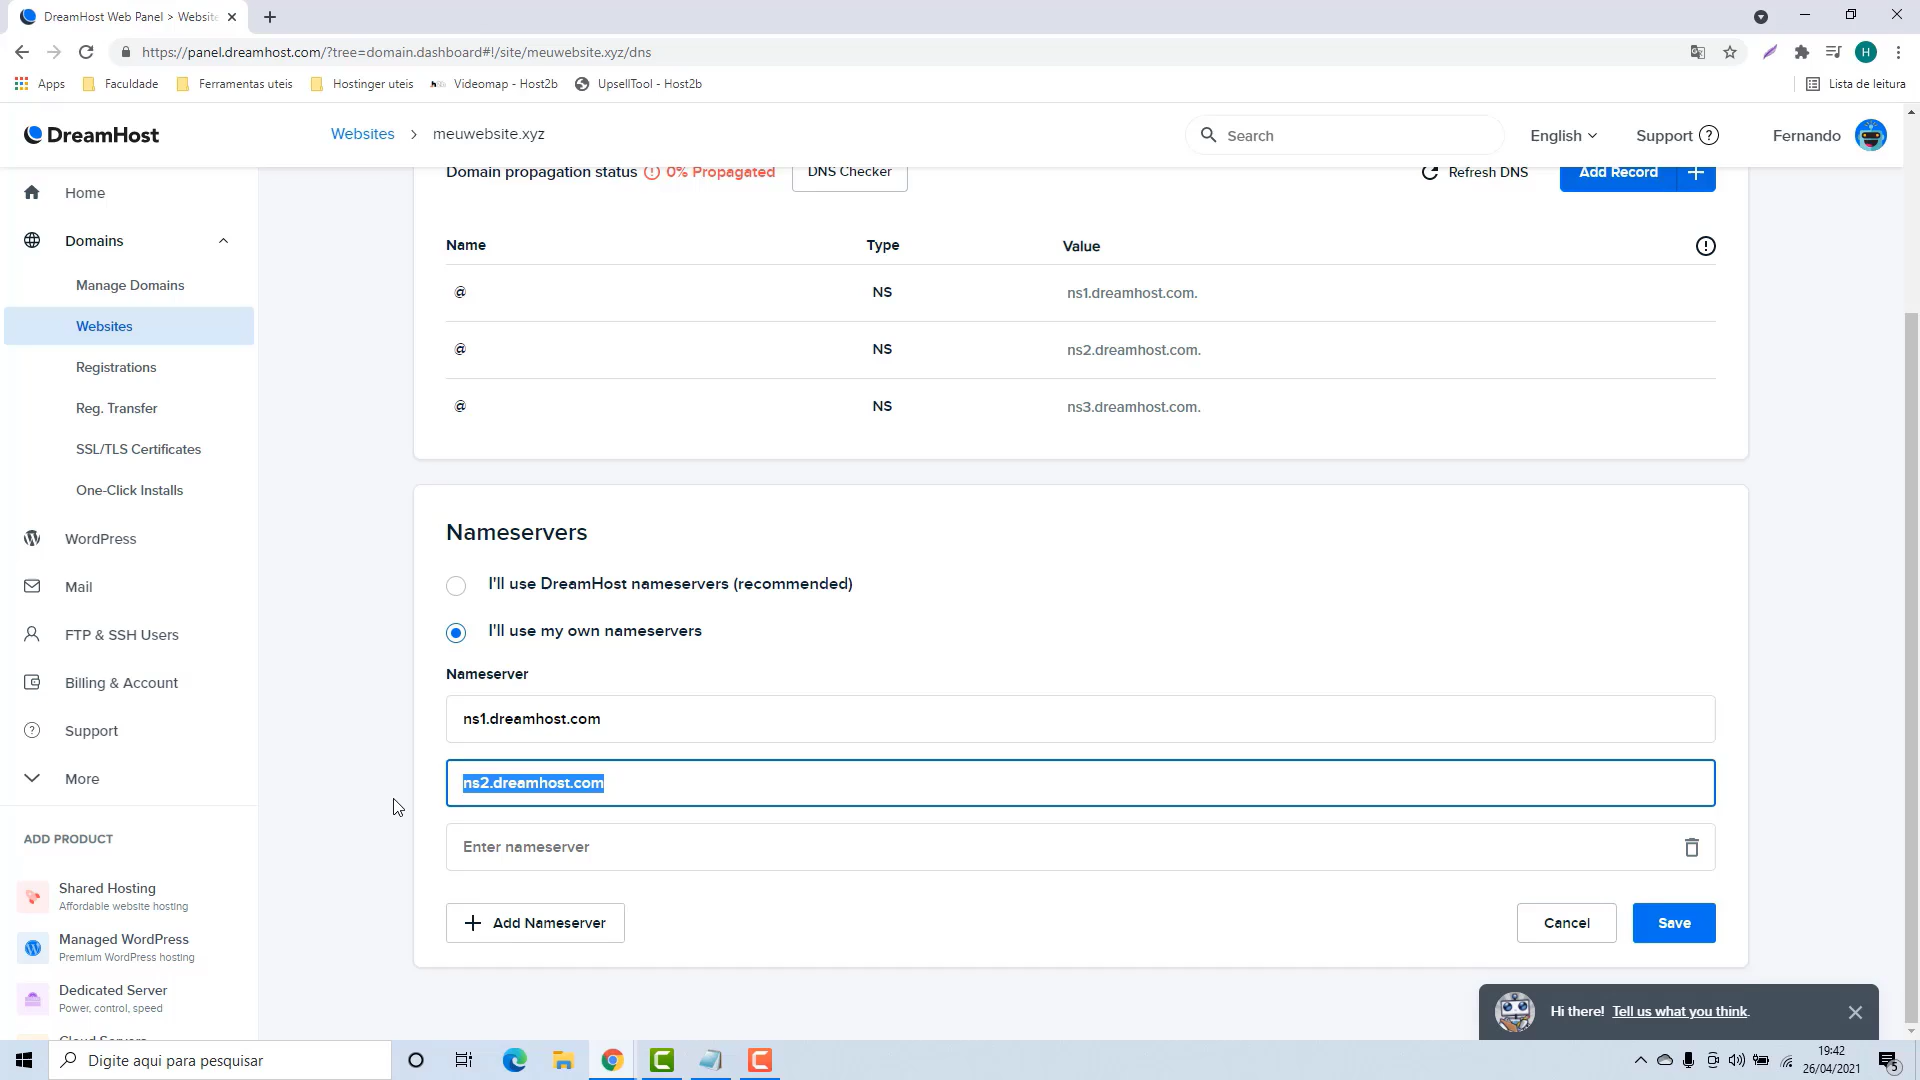 DreamHost Web Panel > Website
https://panel.dreamhost.com/?tree=domain.dashboard#!/site/meuwebsite.xyz/dns
H
Apps Faculdade Ferramentas uteis Hostinger uteis Videomap - Host2b UpsellTool - Host2b Lista de leitura
DreamHost Websites > meuwebsite.xyz Search English Support ? Fernando
Domain propagation status 0% Propagated DNS Checker Refresh DNS Add Record +
Home
Domains
Manage Domains
Websites
Registrations
Reg. Transfer
SSL/TLS Certificates
One-Click Installs
WordPress
Mail
FTP & SSH Users
Billing & Account
Support
More
ADD PRODUCT
Shared Hosting
Affordable website hosting
Managed WordPress
Premium WordPress hosting
Dedicated Server
Power, control, speed
Name Type Value
@ NS ns1.dreamhost.com.
@ NS ns2.dreamhost.com.
@ NS ns3.dreamhost.com.
Nameservers
I'll use DreamHost nameservers (recommended)
I'll use my own nameservers
Nameserver
ns1.dreamhost.com
ns2.dreamhost.com
Enter nameserver
+ Add Nameserver Cancel Save
Hi there! Tell us what you think.
Digite aqui para pesquisar
19:42
26/04/2021
5